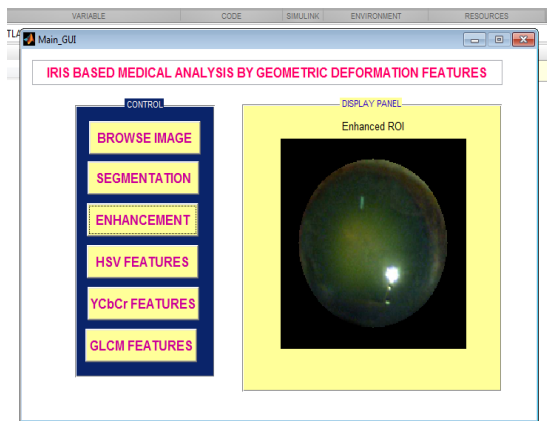 VARIABLE CODE SIMULINK ENVIRONMENT RESOURCES
TLA
Main_GUI
IRIS BASED MEDICAL ANALYSIS BY GEOMETRIC DEFORMATION FEATURES
CONTROL
BROWSE IMAGE
SEGMENTATION
ENHANCEMENT
HSV FEATURES
YCbCr FEATURES
GLCM FEATURES
DISPLAY PANEL
Enhanced ROI